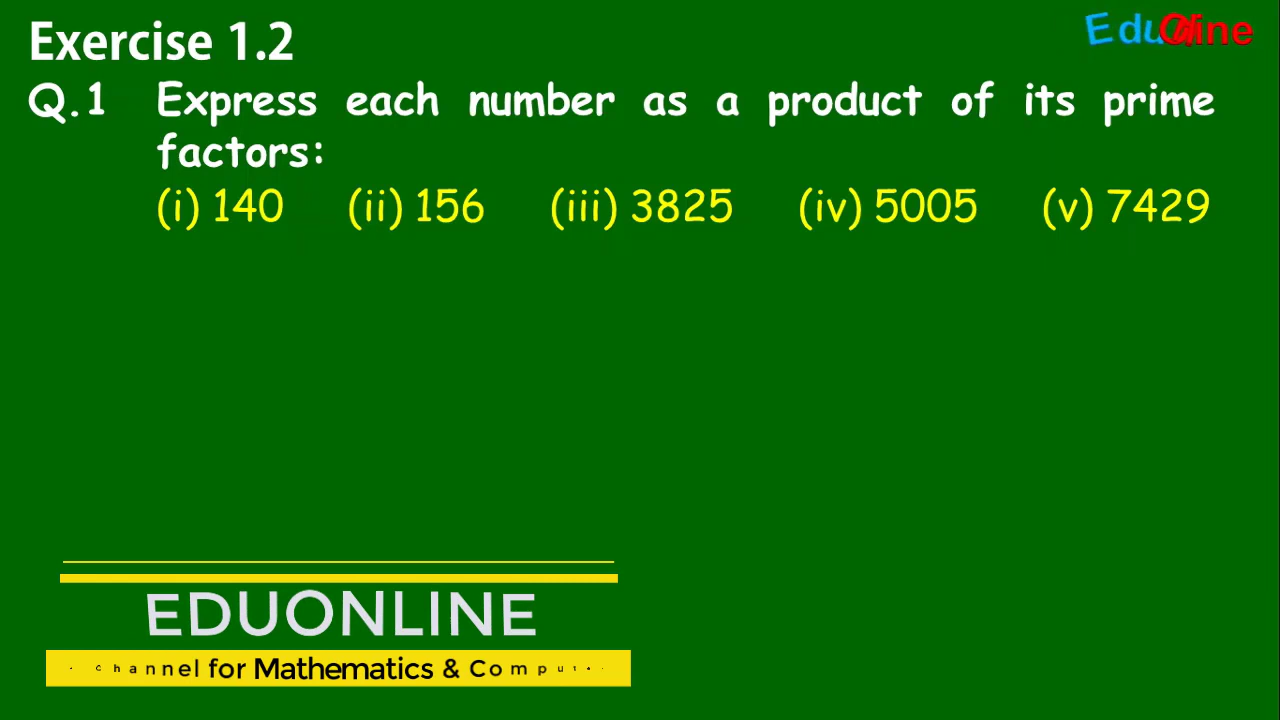 Exercise 1.2
Q.1 Express each number as a product of its prime
factors:
(i) 140 (ii) 156 (iii) 3825 (iv) 5005 (v) 7429
EDUONLINE
Channel for Mathematics &